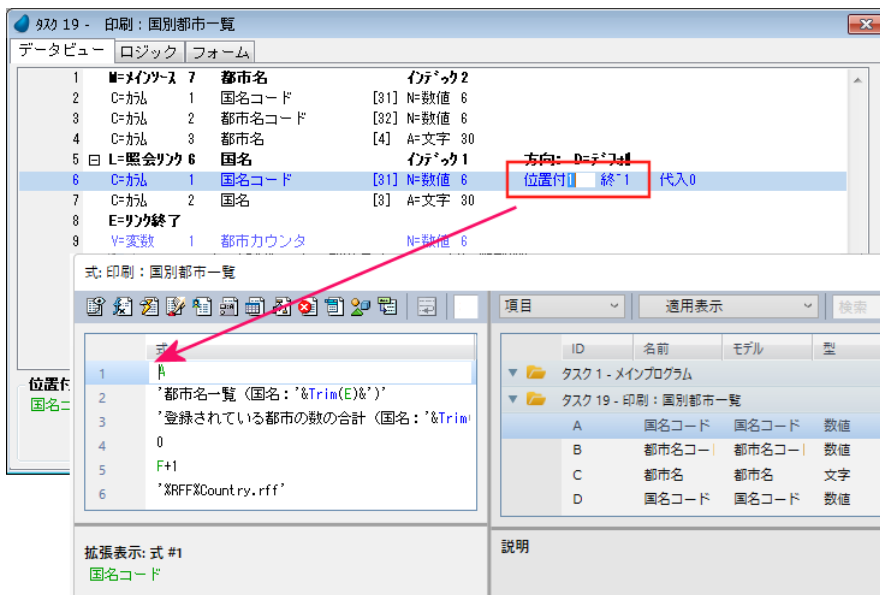 タスク 19 - 印刷：国別都市一覧
データビュー ロジック フォーム
1 M=メインソース 7 都市名 インデックス 2
2 C=カラム 1 国名コード [31] N=数値 6
3 C=カラム 2 都市名コード [32] N=数値 6
4 C=カラム 3 都市名 [4] A=文字 30
5 L=照会リンク 6 国名 インデックス 1 方向: D=デフォル
6 C=カラム 1 国名コード [31] N=数値 6 位置付 1 終 1 代入0
7 C=カラム 2 国名 [3] A=文字 30
8 E=リンク終了
9 V=変数 1 都市カウンタ N=数値 6
位置付
国名コ
式: 印刷：国別都市一覧
項目 適用表示 検索
式
1 A
2 '都市名一覧（国名：'&Trim(E)&'）'
3 '登録されている都市の数の合計（国名：'&Trim(
4 0
5 F+1
6 '%RFF%Country.rff'
ID 名前 モデル 型
タスク 1 - メインプログラム
タスク 19 - 印刷：国別都市一覧
A 国名コード 国名コード 数値
B 都市名コー 都市名コー 数値
C 都市名 都市名 文字
D 国名コード 国名コード 数値
拡張表示: 式 #1
国名コード
説明